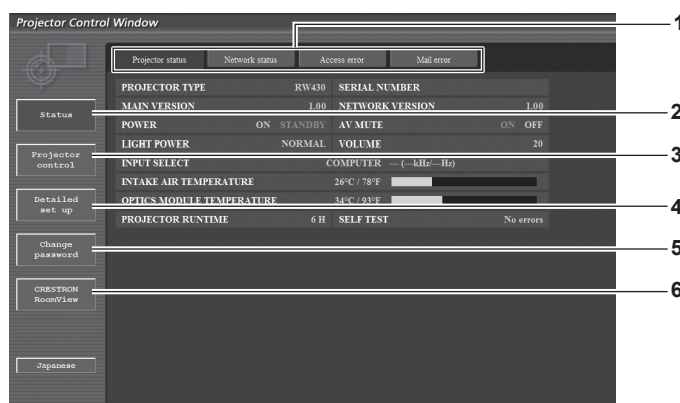 Projector Control Window
1
Projector status Network status Access error Mail error
PROJECTOR TYPE RW430 SERIAL NUMBER
MAIN VERSION 1.00 NETWORK VERSION 1.00
Status
2
POWER ON STANDBY AV MUTE ON OFF
LIGHT POWER NORMAL VOLUME 20
Projector control
3
INPUT SELECT COMPUTER --- (---kHz/---Hz)
INTAKE AIR TEMPERATURE 26°C / 78°F
Detailed set up
4
OPTICS MODULE TEMPERATURE 34°C / 93°F
PROJECTOR RUNTIME 6 H SELF TEST No errors
Change password
5
CRESTRON RoomView
6
Japanese